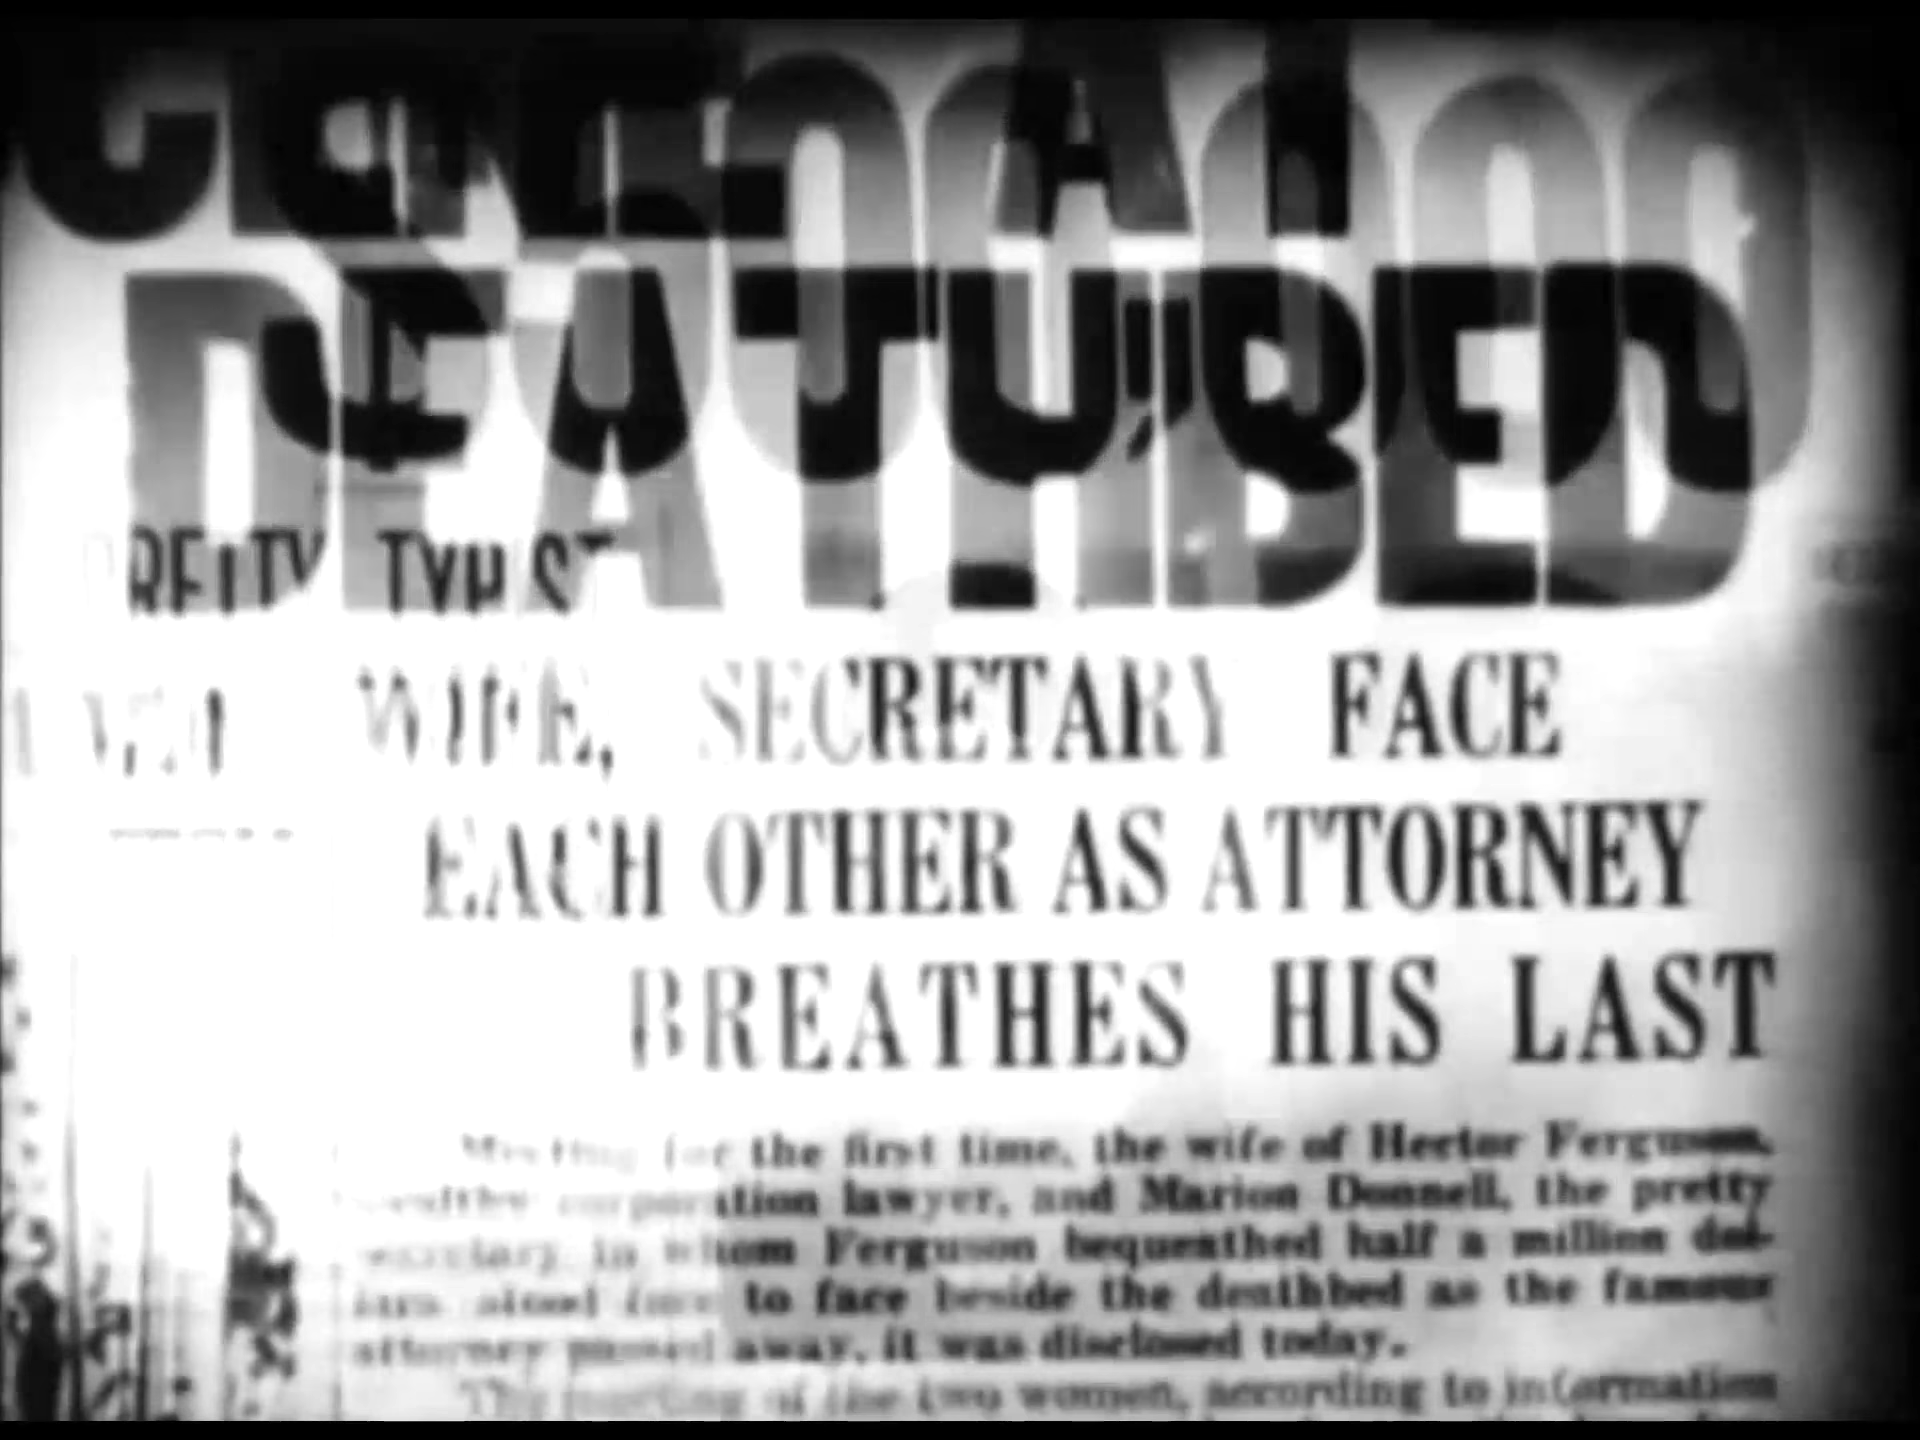 DEATHBED
WIFE, SECRETARY FACE
EACH OTHER AS ATTORNEY
BREATHES HIS LAST
Meeting for the first time, the wife of Hector Ferguson,
wealthy corporation lawyer, and Marion Donnell, the pretty
secretary to whom Ferguson bequeathed half a million dol-
lars stood face to face beside the deathbed as the famous
attorney passed away, it was disclosed today.
The meeting of the two women, according to information